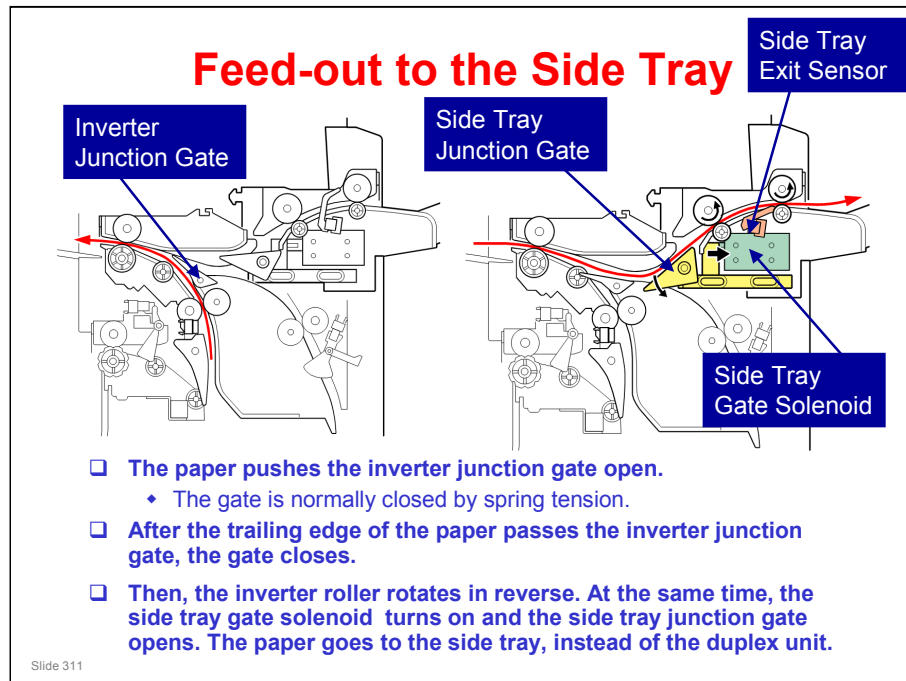 Feed-out to the Side Tray
Side Tray
Exit Sensor
Inverter
Junction Gate
Side Tray
Junction Gate
Side Tray
Gate Solenoid
❑ The paper pushes the inverter junction gate open.
◆ The gate is normally closed by spring tension.
❑ After the trailing edge of the paper passes the inverter junction
gate, the gate closes.
❑ Then, the inverter roller rotates in reverse. At the same time, the
side tray gate solenoid turns on and the side tray junction gate
opens. The paper goes to the side tray, instead of the duplex unit.
Slide 311